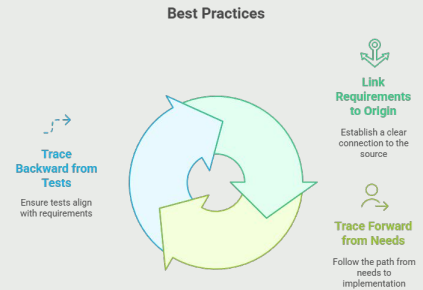 Best Practices
Link
Requirements
to Origin
Establish a clear
connection to the
source
Trace
Backward from
Tests
Ensure tests align
with requirements
Trace Forward
from Needs
Follow the path from
needs to
implementation